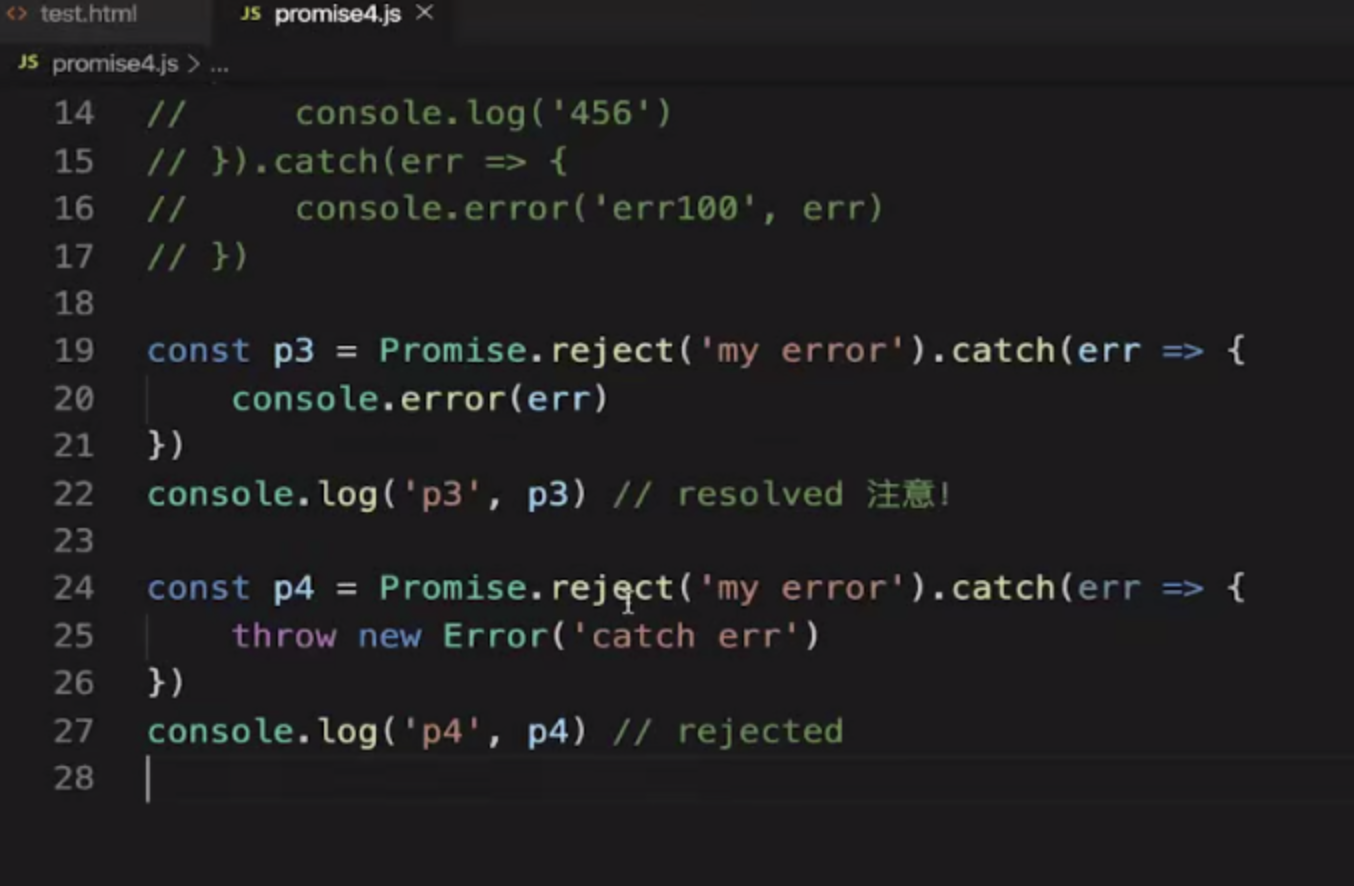 <> test.html JS promise4.js ×
JS promise4.js > ...
14 //     console.log('456')
15 // }).catch(err => {
16 //     console.error('err100', err)
17 // })
18
19 const p3 = Promise.reject('my error').catch(err => {
20     console.error(err)
21 })
22 console.log('p3', p3) // resolved 注意!
23
24 const p4 = Promise.reject('my error').catch(err => {
25     throw new Error('catch err')
26 })
27 console.log('p4', p4) // rejected
28